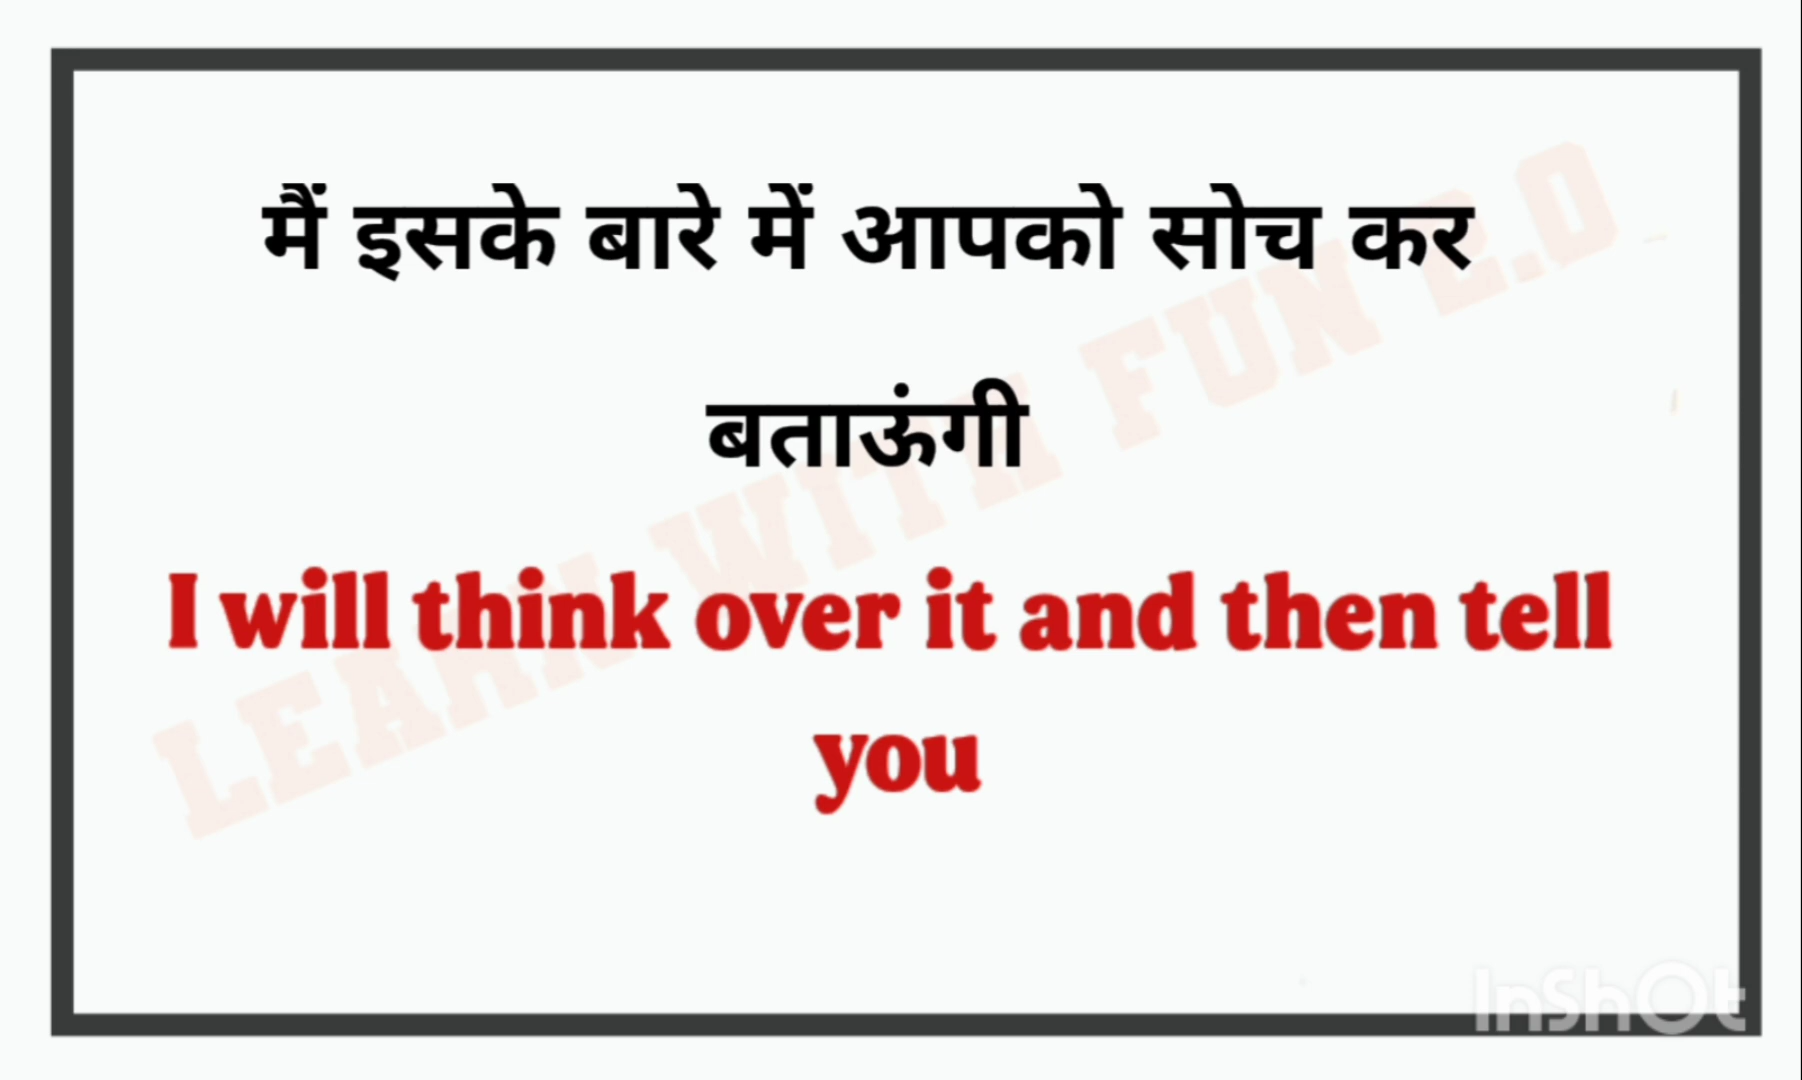 मैं इसके बारे में आपको सोच कर
बताऊंगी
I will think over it and then tell
you
LEARN WITH FUN 2.0
InShOt